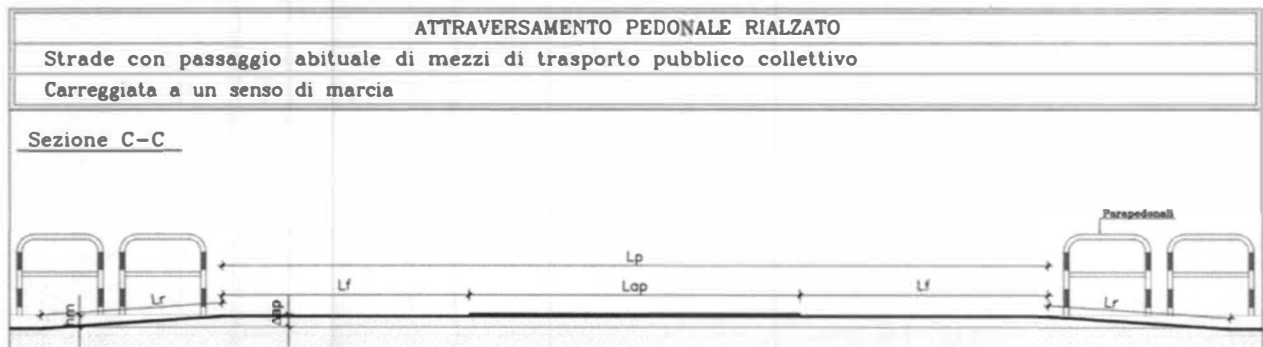 ATTRAVERSAMENTO PEDONALE RIALZATO
Strade con passaggio abituale di mezzi di trasporto pubblico collettivo
Carreggiata a un senso di marcia
Sezione C-C
Parapedonali
Lp
Lf
Lap
Lf
Lr
Lr
hm
Δap